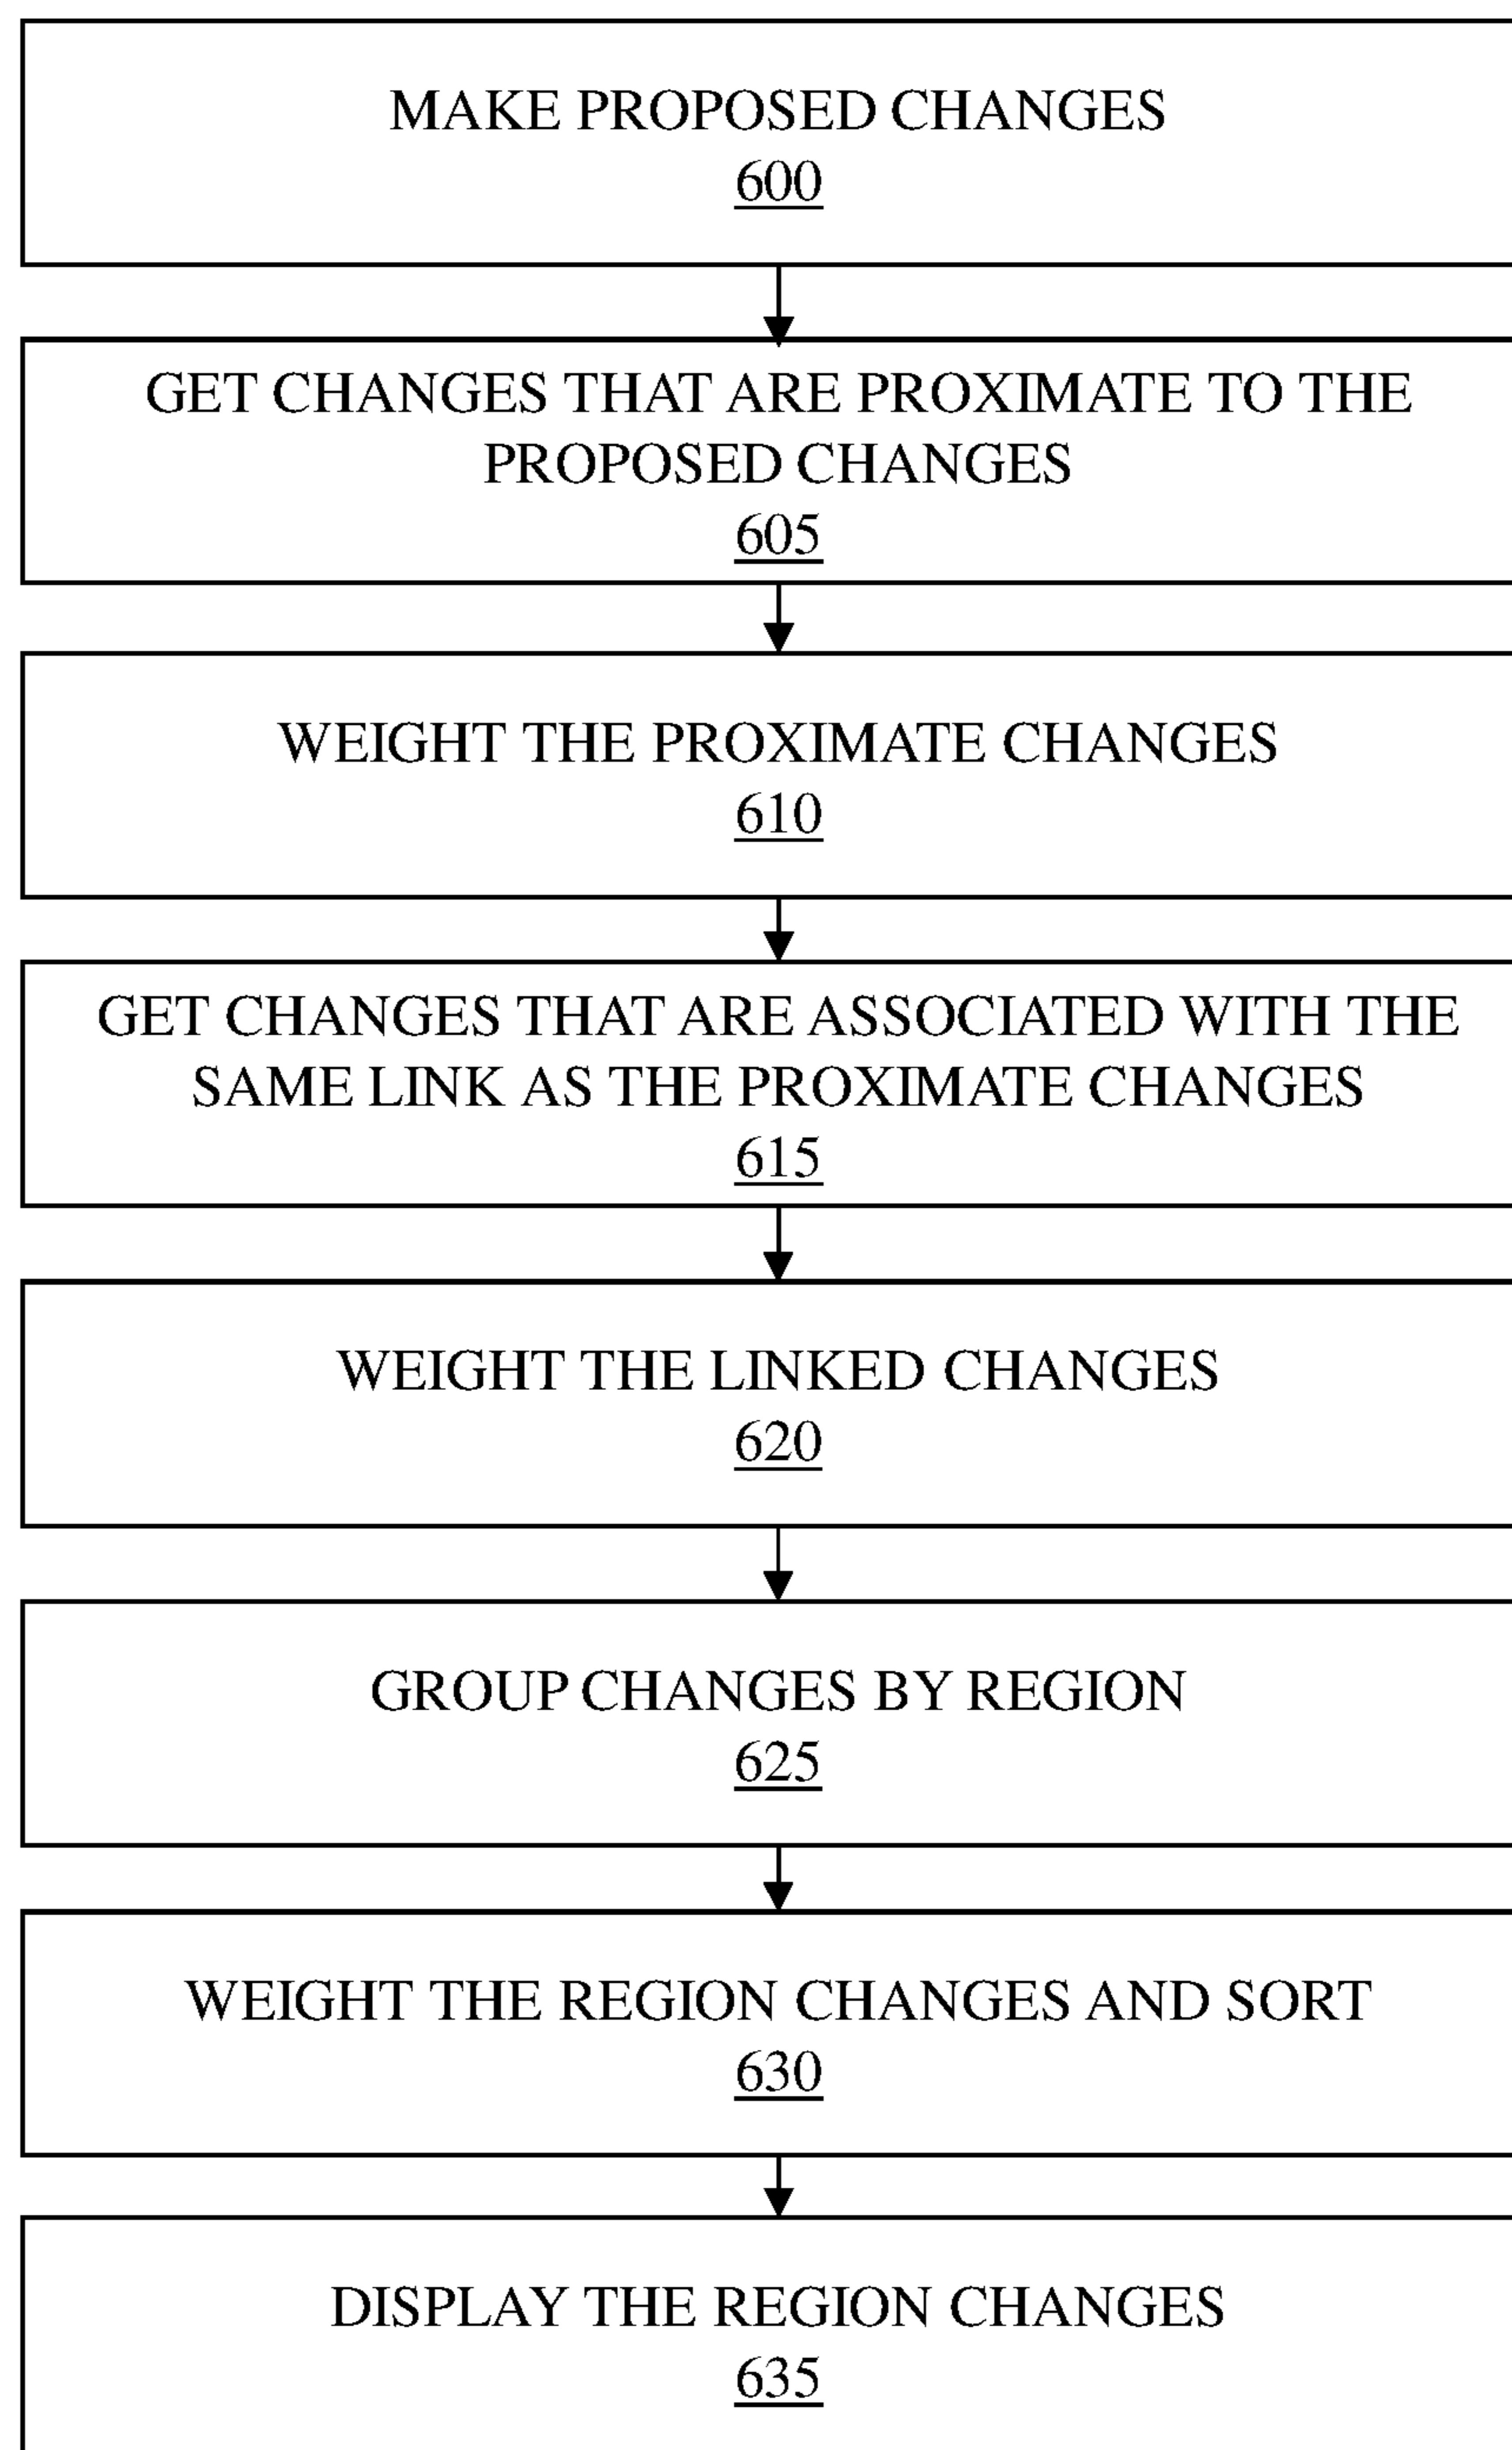 MAKE PROPOSED CHANGES
600
GET CHANGES THAT ARE PROXIMATE TO THE
PROPOSED CHANGES
605
WEIGHT THE PROXIMATE CHANGES
610
GET CHANGES THAT ARE ASSOCIATED WITH THE
SAME LINK AS THE PROXIMATE CHANGES
615
WEIGHT THE LINKED CHANGES
620
GROUP CHANGES BY REGION
625
WEIGHT THE REGION CHANGES AND SORT
630
DISPLAY THE REGION CHANGES
635